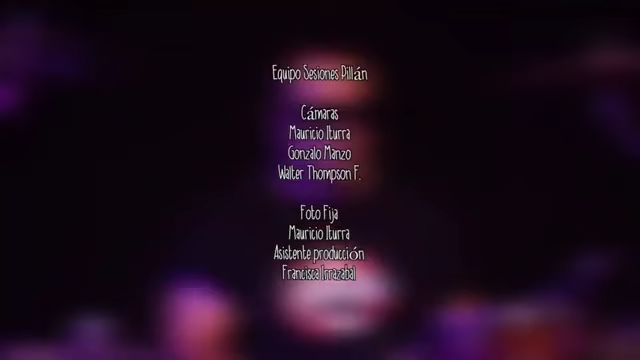 Equipo Sesiones Pillán
Cámaras
Mauricio Iturra
Gonzalo Manzo
Walter Thompson F.
Foto Fija
Mauricio Iturra
Asistente producción
Francisca Irrazabal